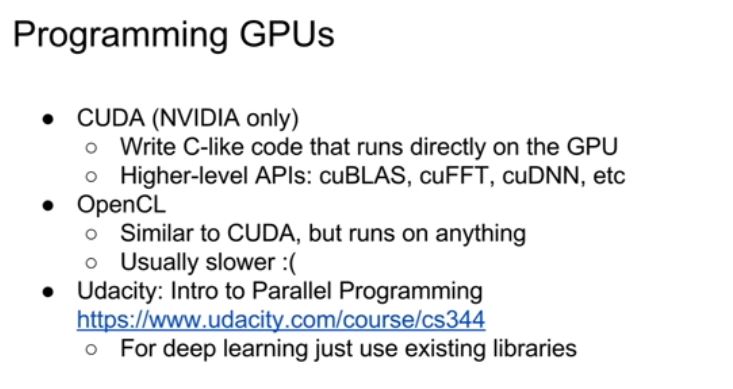 Programming GPUs
● CUDA (NVIDIA only)
○ Write C-like code that runs directly on the GPU
○ Higher-level APIs: cuBLAS, cuFFT, cuDNN, etc
● OpenCL
○ Similar to CUDA, but runs on anything
○ Usually slower :(
● Udacity: Intro to Parallel Programming
https://www.udacity.com/course/cs344
○ For deep learning just use existing libraries